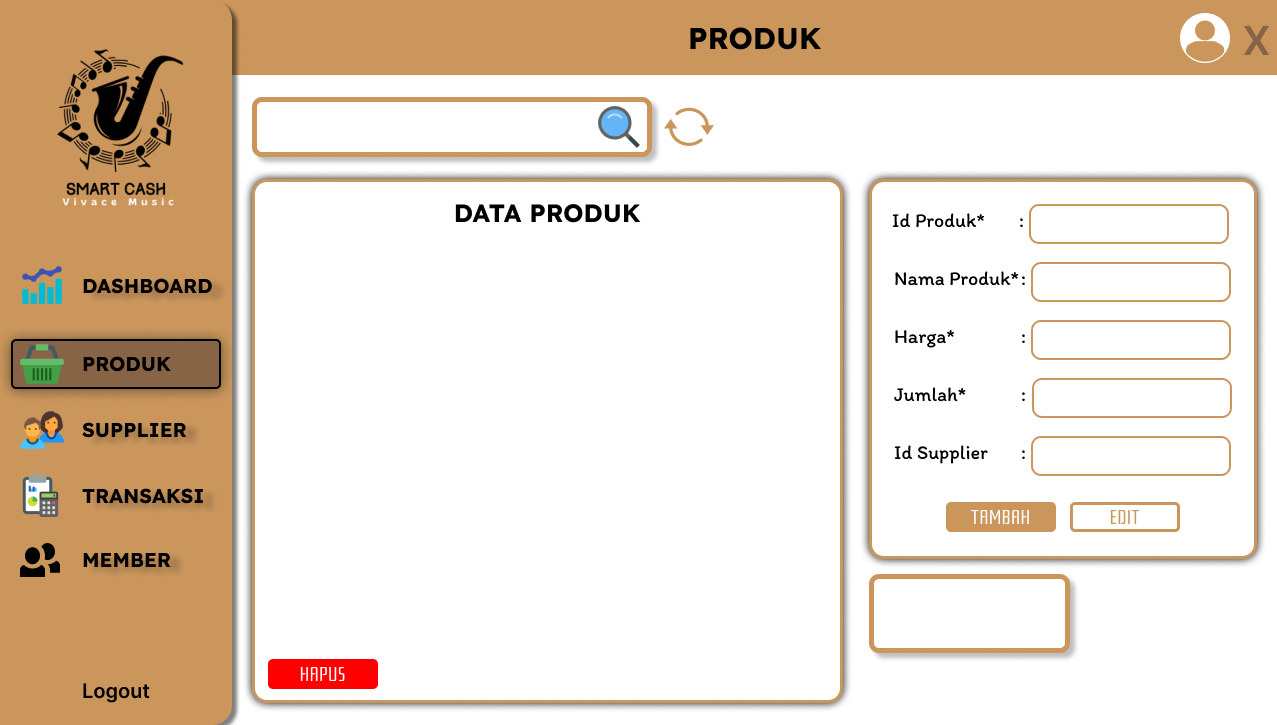 PRODUK
X
SMART CASH
Vivace Music
DASHBOARD
PRODUK
SUPPLIER
TRANSAKSI
MEMBER
Logout
DATA PRODUK
HAPUS
Id Produk* :
Nama Produk* :
Harga* :
Jumlah* :
Id Supplier :
TAMBAH
EDIT